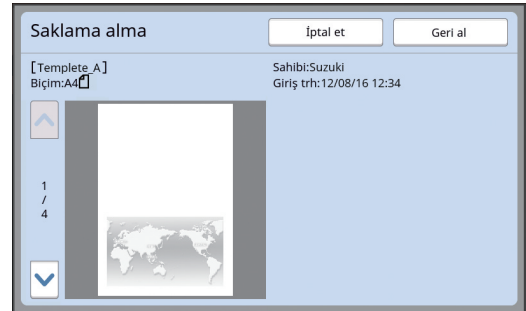 Saklama alma
İptal et
Geri al
[Templete_A]
Biçim:A4
Sahibi:Suzuki
Giriş trh:12/08/16 12:34
1
/
4